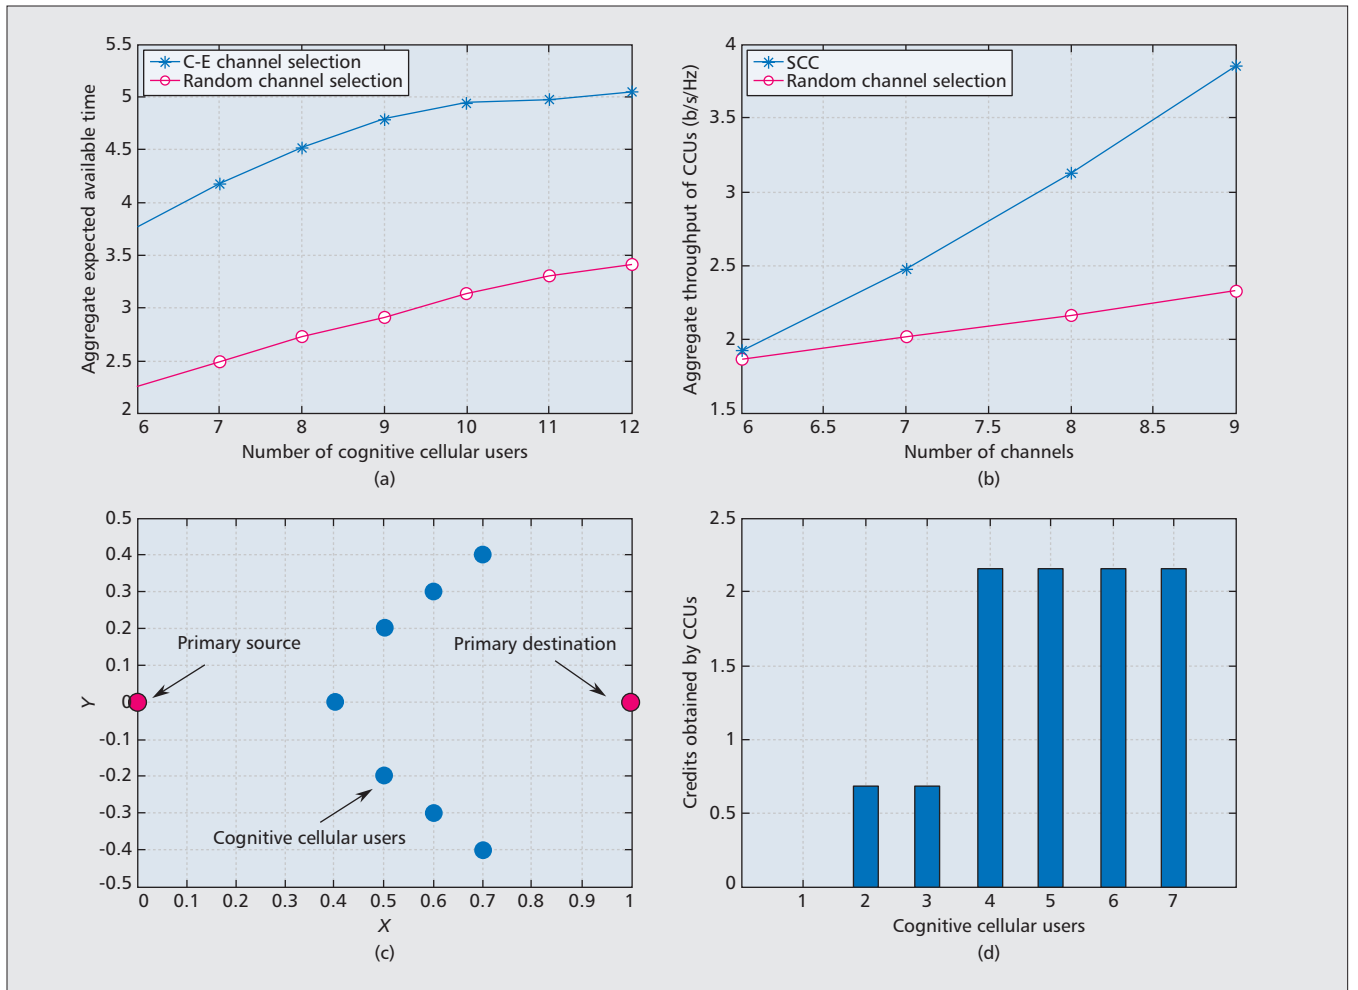 5.5
5
4.5
4
3.5
3
2.5
2
C-E channel selection
Random channel selection
Aggregate expected available time
6 7 8 9 10 11 12
Number of cognitive cellular users
(a)
4
3.5
3
2.5
2
1.5
SCC
Random channel selection
Aggregate throughput of CCUs (b/s/Hz)
6 6.5 7 7.5 8 8.5 9
Number of channels
(b)
0.5
0.4
0.3
0.2
0.1
0
-0.1
-0.2
-0.3
-0.4
-0.5
Y
Primary source
Primary destination
Cognitive cellular users
0 0.1 0.2 0.3 0.4 0.5 0.6 0.7 0.8 0.9 1
X
(c)
2.5
2
1.5
1
0.5
0
Credits obtained by CCUs
1 2 3 4 5 6 7
Cognitive cellular users
(d)